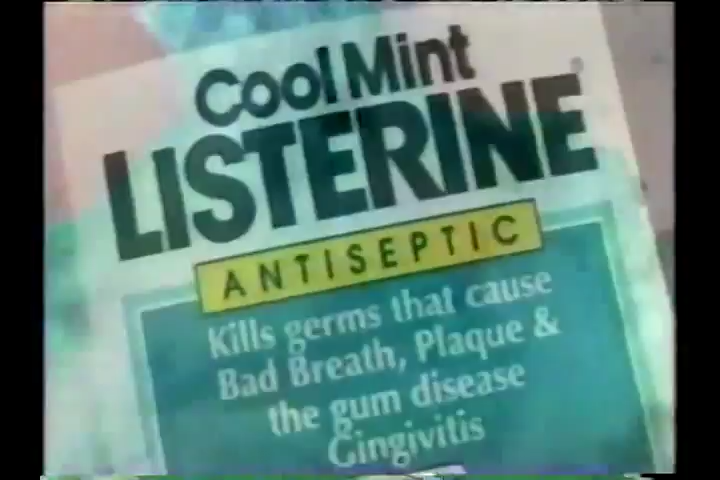 Cool Mint
LISTERINE®
ANTISEPTIC
Kills germs that cause
Bad Breath, Plaque &
the gum disease
Gingivitis